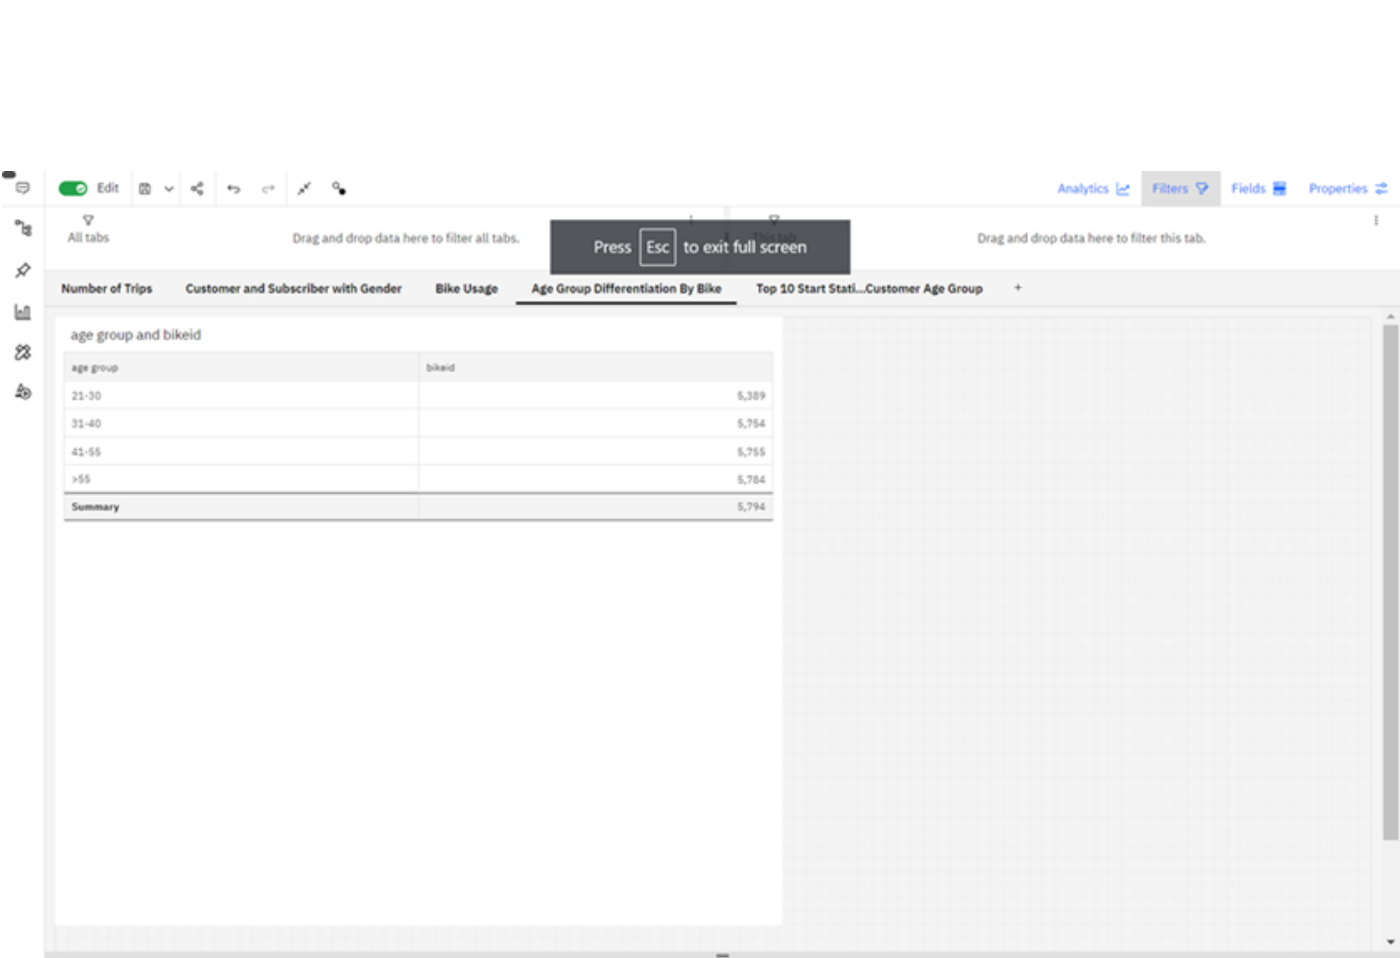 Edit
Analytics
Filters
Fields
Properties
All tabs
Drag and drop data here to filter all tabs.
Press Esc to exit full screen
Drag and drop data here to filter this tab.
Number of Trips
Customer and Subscriber with Gender
Bike Usage
Age Group Differentiation By Bike
Top 10 Start Stati...Customer Age Group
+
age group and bikeid
age group bikeid
21-30 5,389
31-40 5,754
41-55 5,755
>55 5,784
Summary 5,794